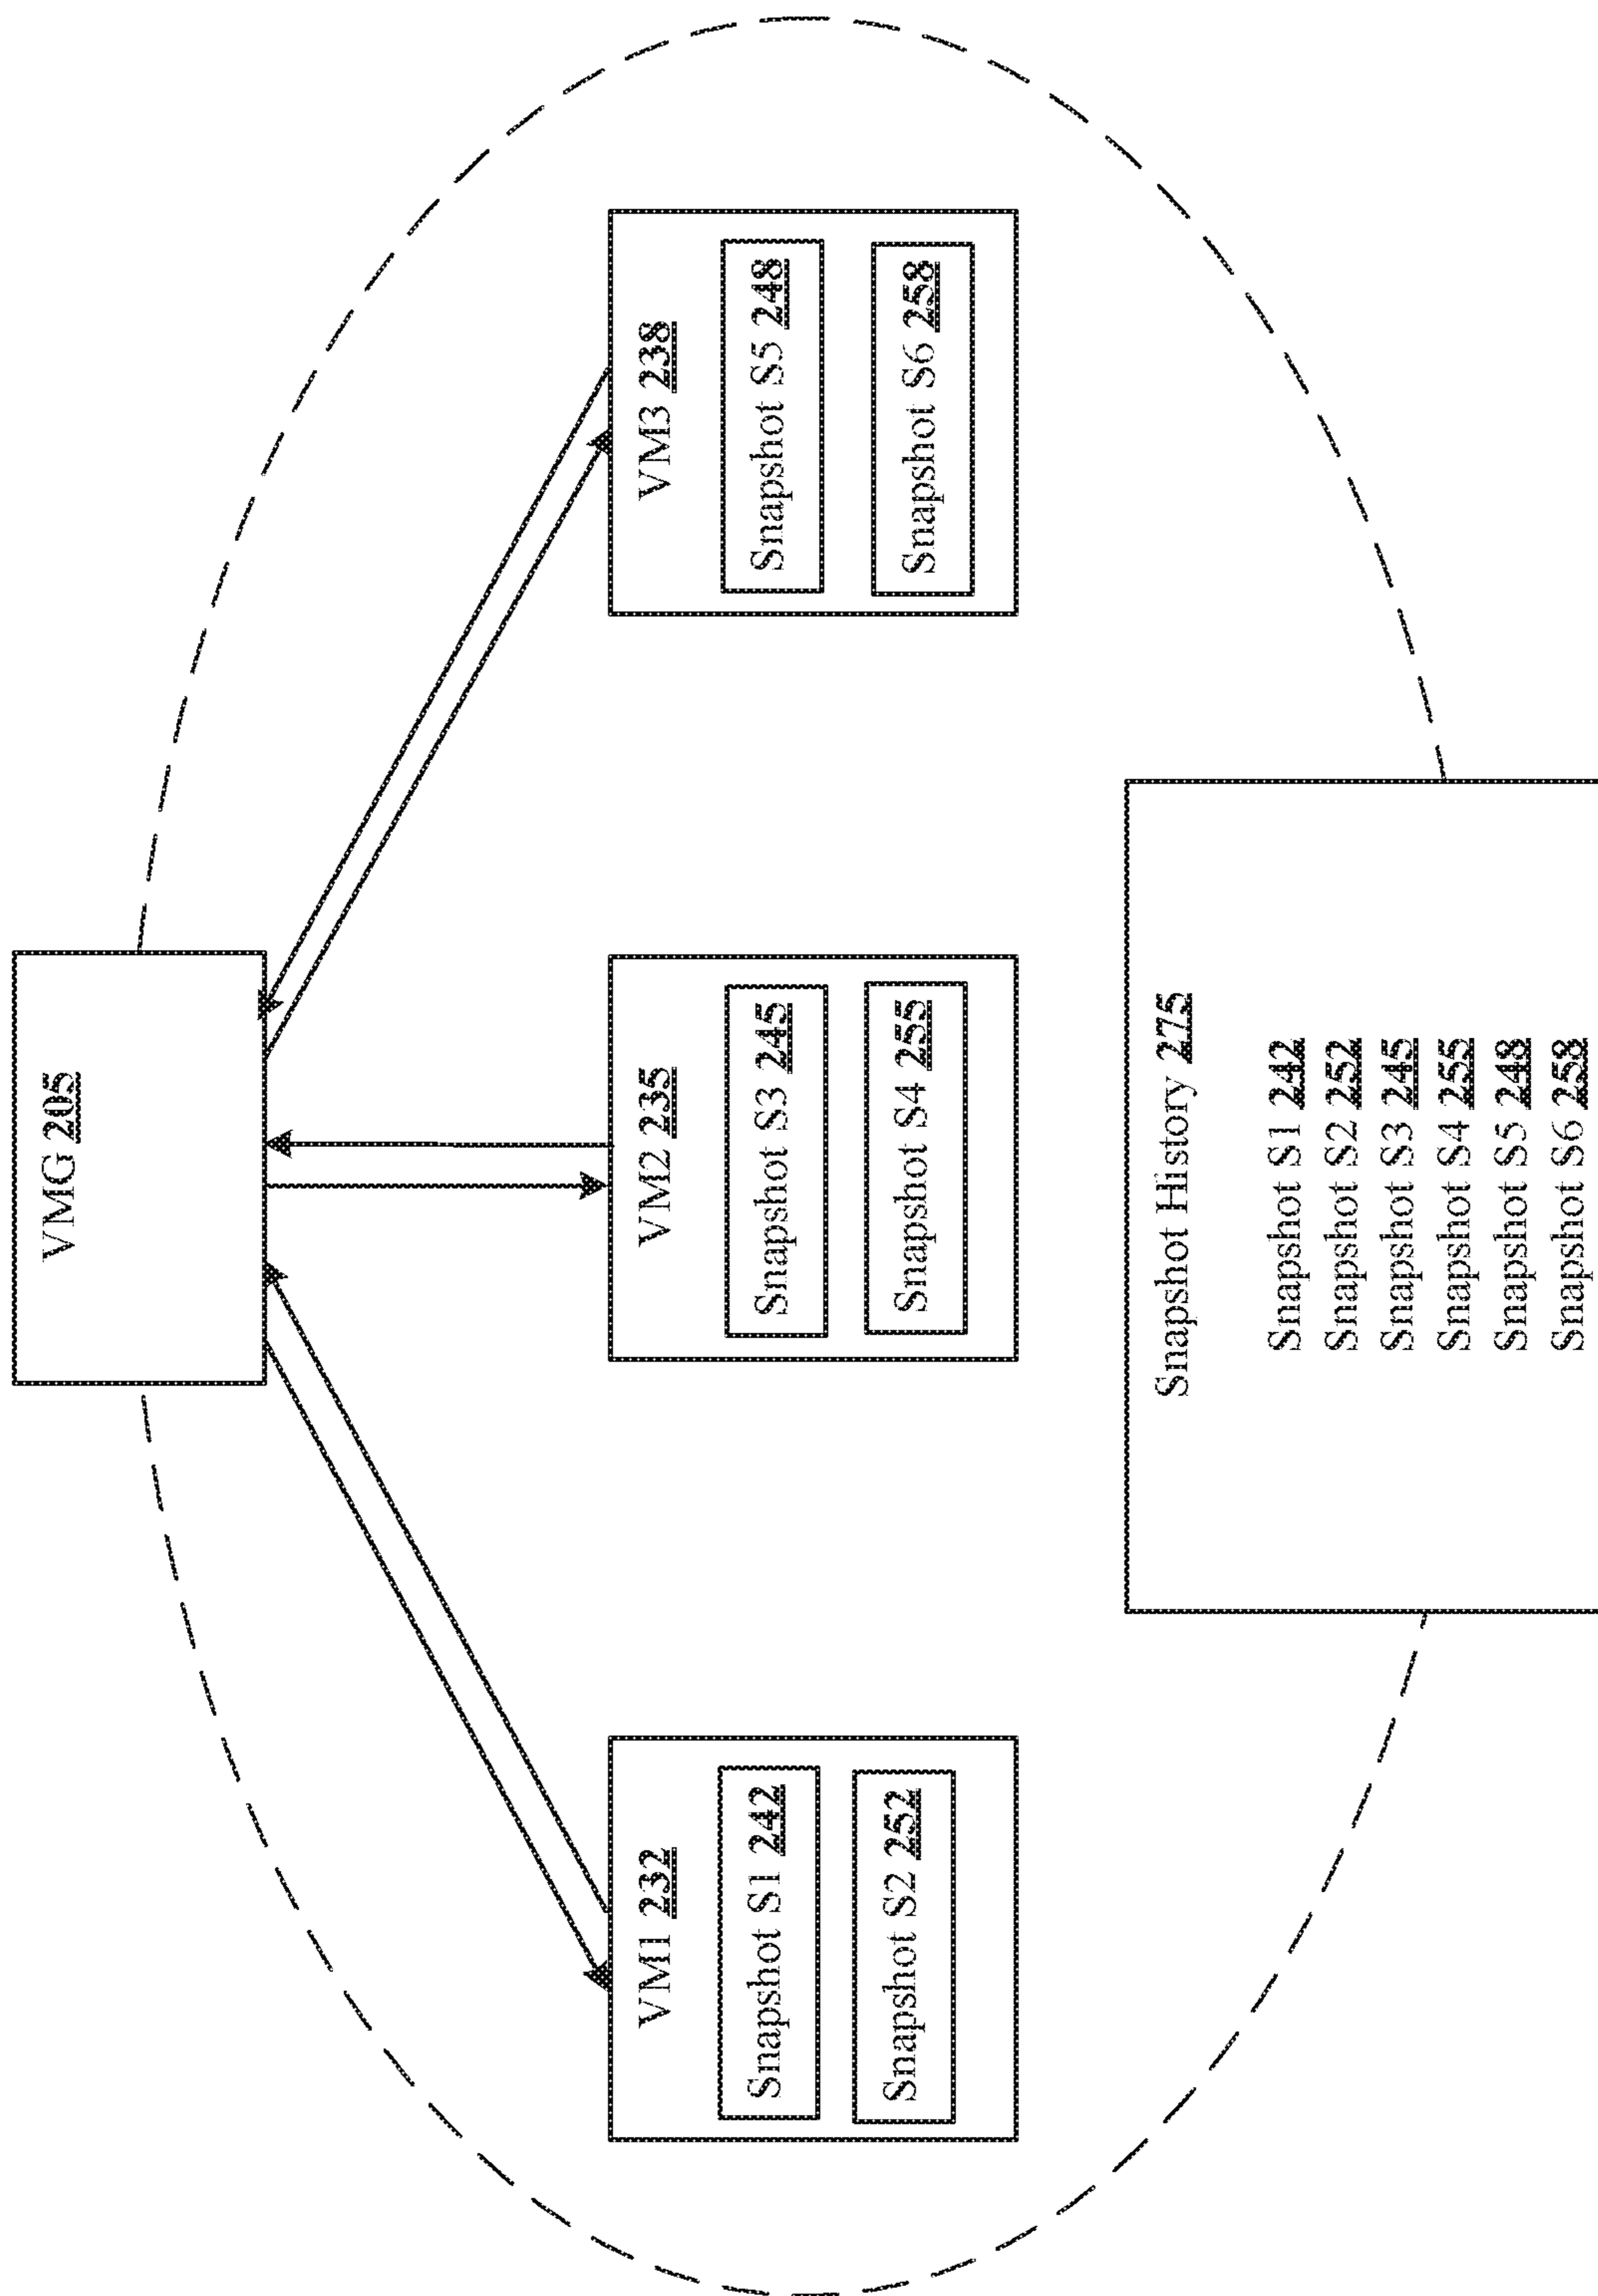 VMG 205
VM1 232
Snapshot S1 242
Snapshot S2 252
VM2 235
Snapshot S3 245
Snapshot S4 255
VM3 238
Snapshot S5 248
Snapshot S6 258
Snapshot History 275
Snapshot S1 242
Snapshot S2 252
Snapshot S3 245
Snapshot S4 255
Snapshot S5 248
Snapshot S6 258